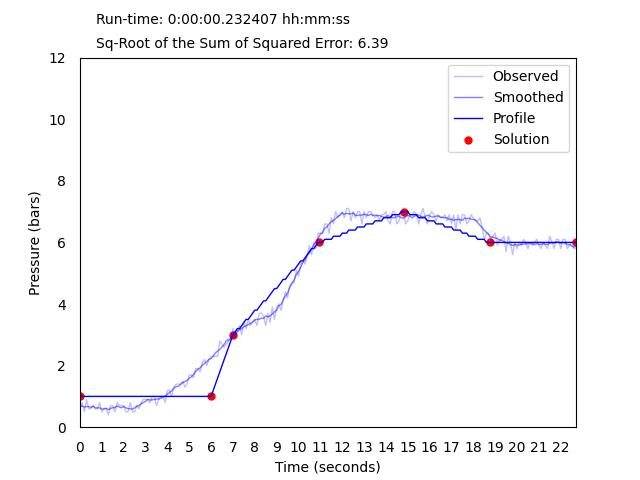 Run-time: 0:00:00.232407 hh:mm:ss
Sq-Root of the Sum of Squared Error: 6.39
12
10
8
6
4
2
0
Pressure (bars)
Observed
Smoothed
Profile
Solution
0 1 2 3 4 5 6 7 8 9 10 11 12 13 14 15 16 17 18 19 20 21 22
Time (seconds)